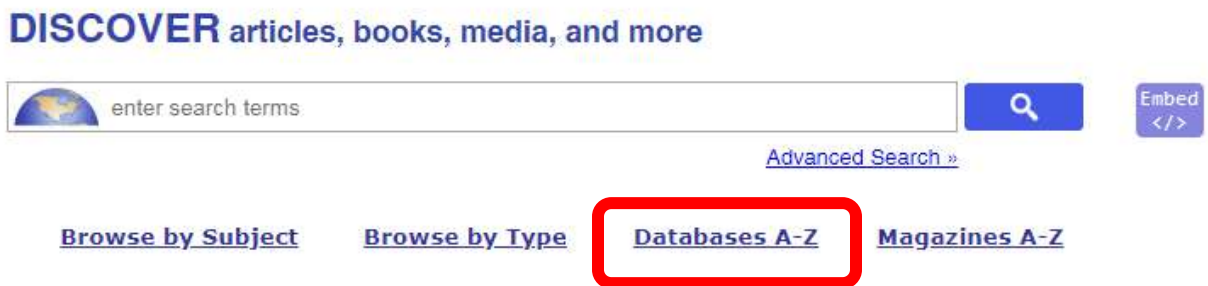 DISCOVER articles, books, media, and more
enter search terms
Embed
</>
Advanced Search »
Browse by Subject Browse by Type Databases A-Z Magazines A-Z